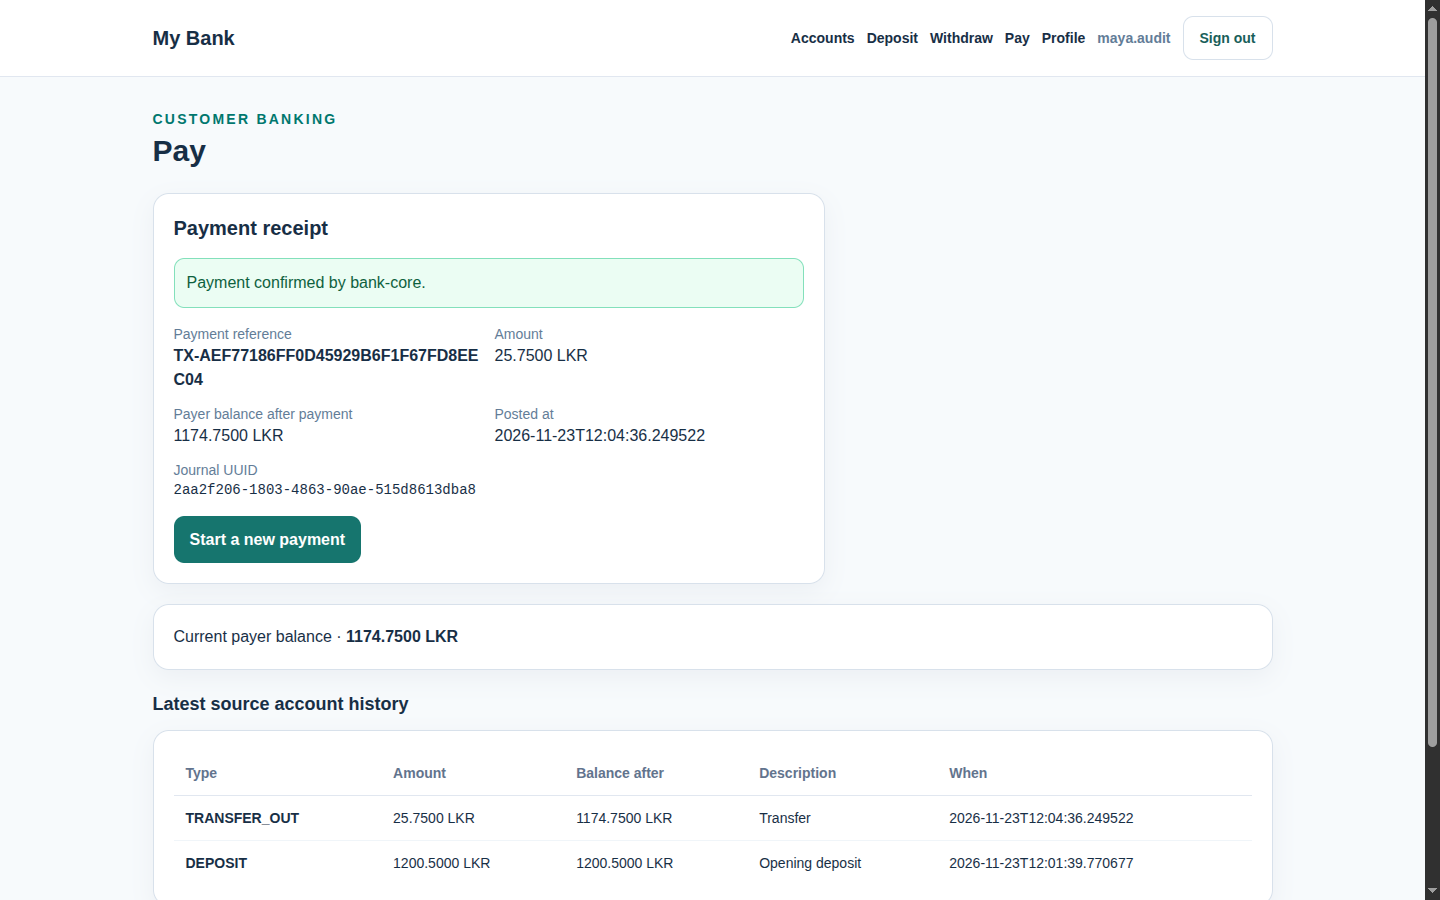 My Bank
Accounts Deposit Withdraw Pay Profile maya.audit Sign out
CUSTOMER BANKING
Pay
Payment receipt
Payment confirmed by bank-core.
Payment reference
TX-AEF77186FF0D45929B6F1F67FD8EE
C04
Amount
25.7500 LKR
Payer balance after payment
1174.7500 LKR
Posted at
2026-11-23T12:04:36.249522
Journal UUID
2aa2f206-1803-4863-90ae-515d8613dba8
Start a new payment
Current payer balance · 1174.7500 LKR
Latest source account history
Type Amount Balance after Description When
TRANSFER_OUT 25.7500 LKR 1174.7500 LKR Transfer 2026-11-23T12:04:36.249522
DEPOSIT 1200.5000 LKR 1200.5000 LKR Opening deposit 2026-11-23T12:01:39.770677